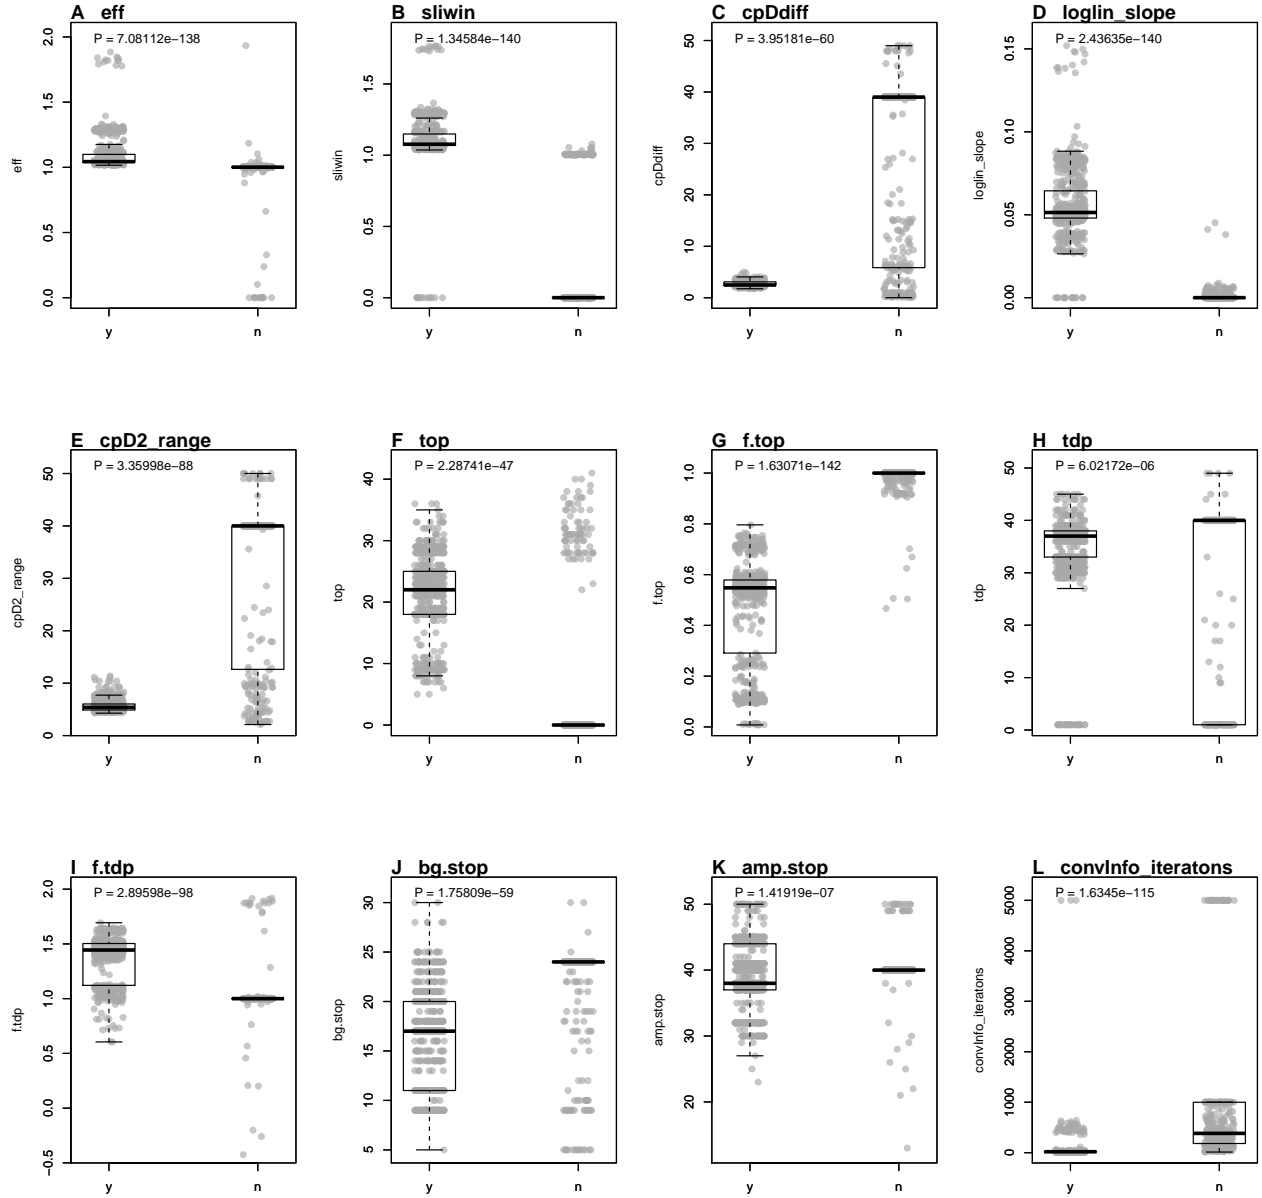 A eff
P = 7.08112e−138
2.0
1.5
1.0
0.5
0.0
eff
y n
B sliwin
P = 1.34584e−140
1.5
1.0
0.5
0.0
sliwin
y n
C cpDdiff
P = 3.95181e−60
50
40
30
20
10
0
cpDdiff
y n
D loglin_slope
P = 2.43635e−140
0.15
0.10
0.05
0.00
loglin_slope
y n
E cpD2_range
P = 3.35998e−88
50
40
30
20
10
0
cpD2_range
y n
F top
P = 2.28741e−47
40
30
20
10
0
top
y n
G f.top
P = 1.63071e−142
1.0
0.8
0.6
0.4
0.2
0.0
f.top
y n
H tdp
P = 6.02172e−06
50
40
30
20
10
0
tdp
y n
I f.tdp
P = 2.89598e−98
2.0
1.5
1.0
0.5
0.0
−0.5
f.tdp
y n
J bg.stop
P = 1.75809e−59
30
25
20
15
10
5
bg.stop
y n
K amp.stop
P = 1.41919e−07
50
40
30
20
amp.stop
y n
L convInfo_iteratons
P = 1.6345e−115
5000
4000
3000
2000
1000
0
convInfo_iteratons
y n